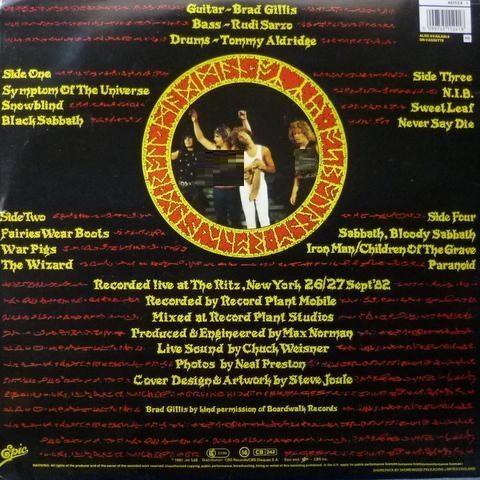 Guitar-Brad Gillis
Bass-Rudi Sarzo
Drums-Tommy Aldridge
ALSO AVAILABLE
ON CASSETTE
Side One
Symptom Of The Universe
Snowblind
Black Sabbath
Side Three
N.I.B.
Sweet Leaf
Never Say Die
Side Two
Fairies Wear Boots
War Pigs
The Wizard
Side Four
Sabbath, Bloody Sabbath
Iron Man/Children Of The Grave
Paranoid
Recorded live at The Ritz, New York 26/27 Sept'82
Recorded by Record Plant Mobile
Mixed at Record Plant Studios
Produced & Engineered by Max Norman
Live Sound by Chuck Weisner
Photos by Neal Preston
Cover Design & Artwork by Steve Joule
Brad Gillis by kind permission of Boardwalk Records
Epic